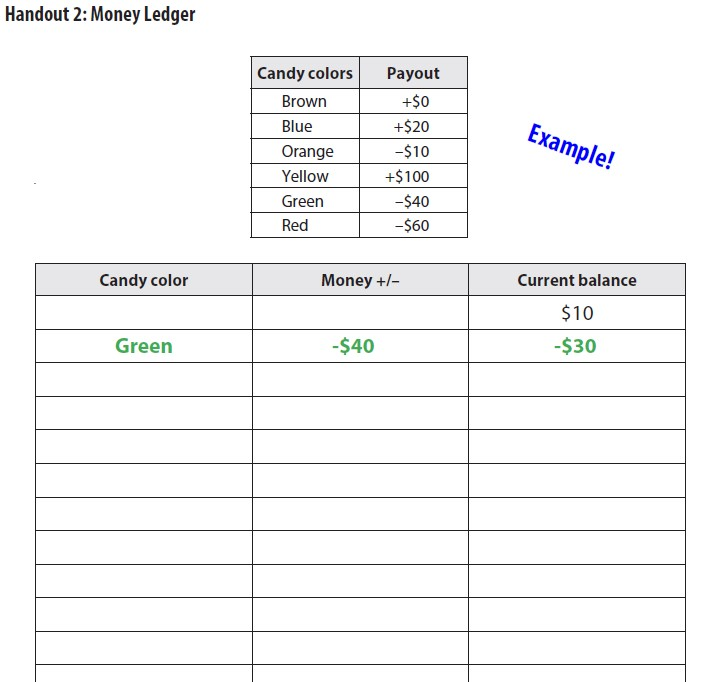 Handout 2: Money Ledger
Candy colors Payout
Brown +$0
Blue +$20
Orange –$10
Yellow +$100
Green –$40
Red –$60
Example!
Candy color Money +/– Current balance
$10
Green -$40 -$30